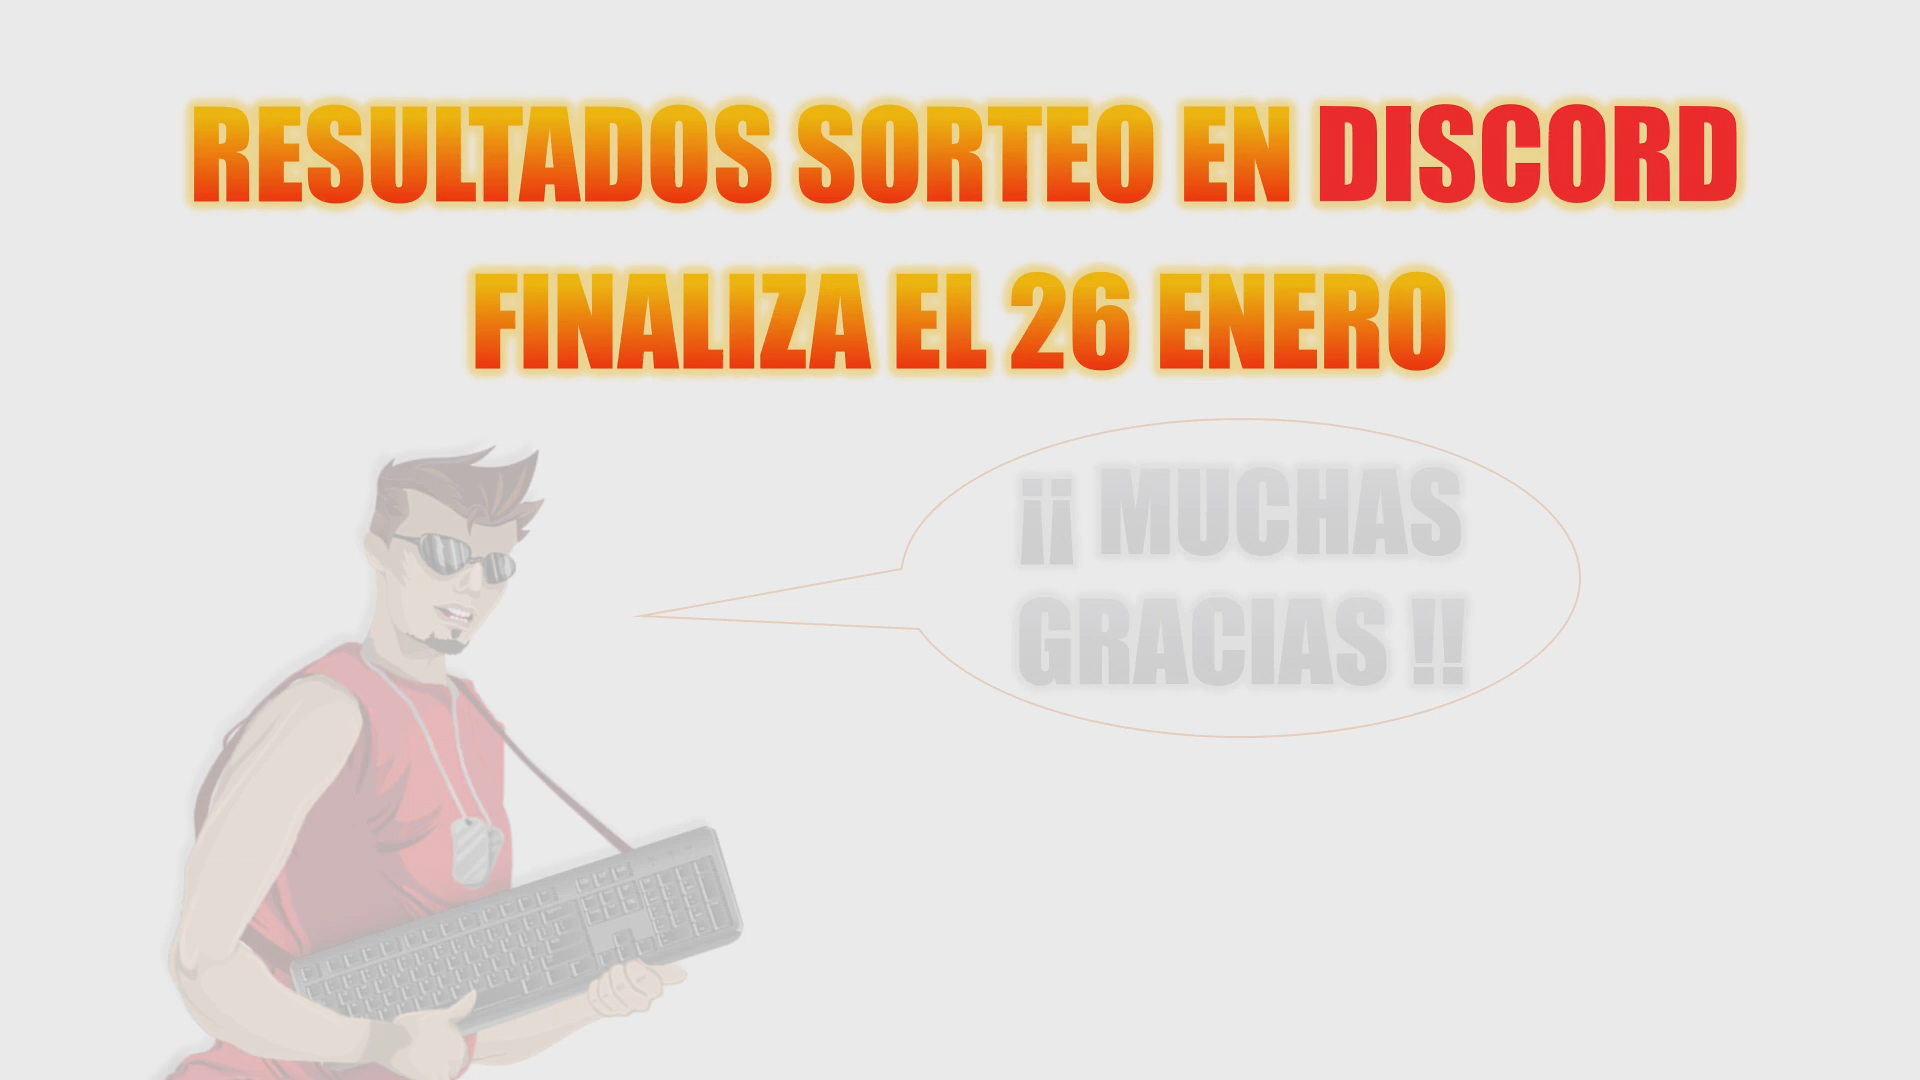 RESULTADOS SORTEO EN DISCORD
FINALIZA EL 26 ENERO
¡¡ MUCHAS
GRACIAS !!